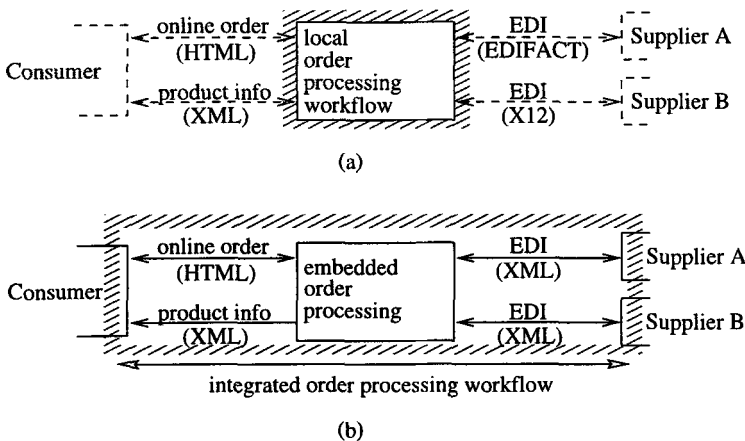 online order
(HTML)
local
order
processing
workflow
EDI
(EDIFACT)
Supplier A
Consumer
product info
(XML)
EDI
(X12)
Supplier B
(a)
online order
(HTML)
embedded
order
processing
EDI
(XML)
Supplier A
Consumer
product info
(XML)
EDI
(XML)
Supplier B
integrated order processing workflow
(b)